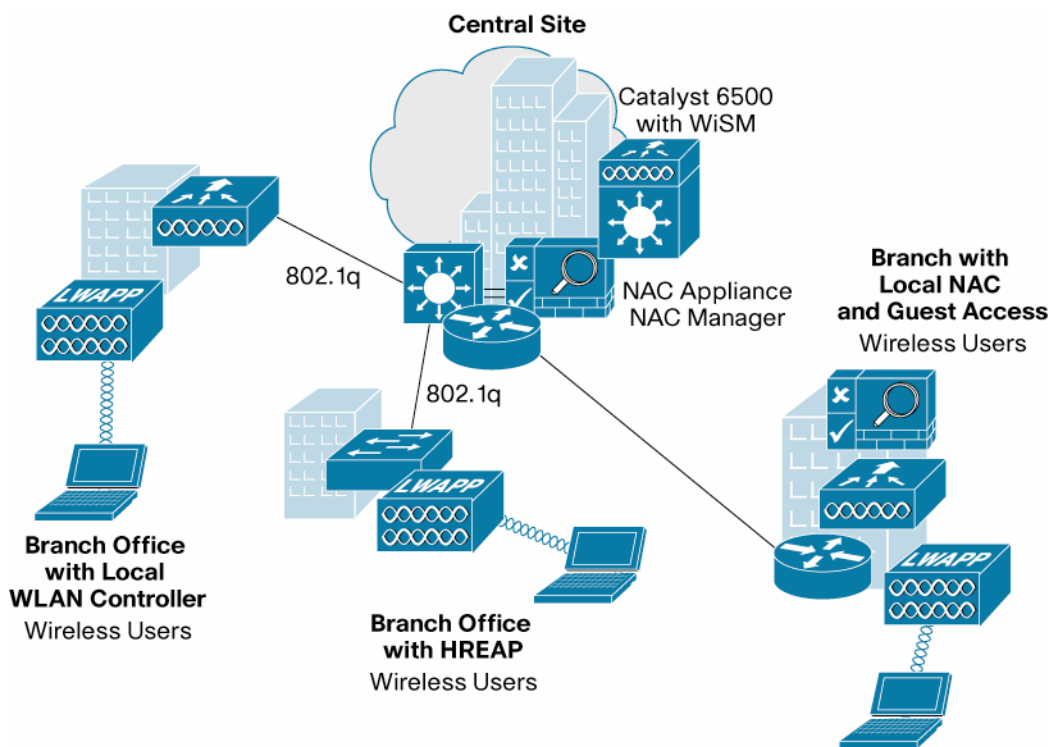 Central Site
Catalyst 6500
with WiSM
802.1q
LWAPP
NAC Appliance
NAC Manager
Branch with
Local NAC
and Guest Access
Wireless Users
802.1q
LWAPP
Branch Office
with Local
WLAN Controller
Wireless Users
Branch Office
with HREAP
Wireless Users
LWAPP